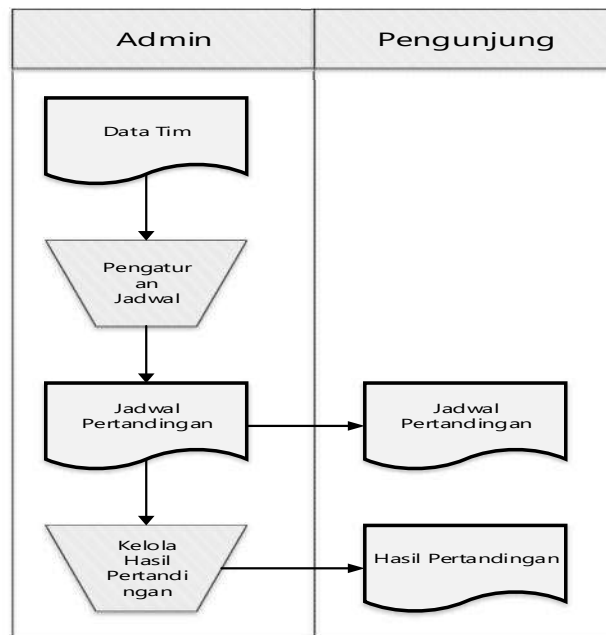 Admin
Pengunjung
Data Tim
Pengatur
an
Jadwal
Jadwal
Pertandingan
Jadwal
Pertandingan
Kelola
Hasil
Pertandi
ngan
Hasil Pertandingan